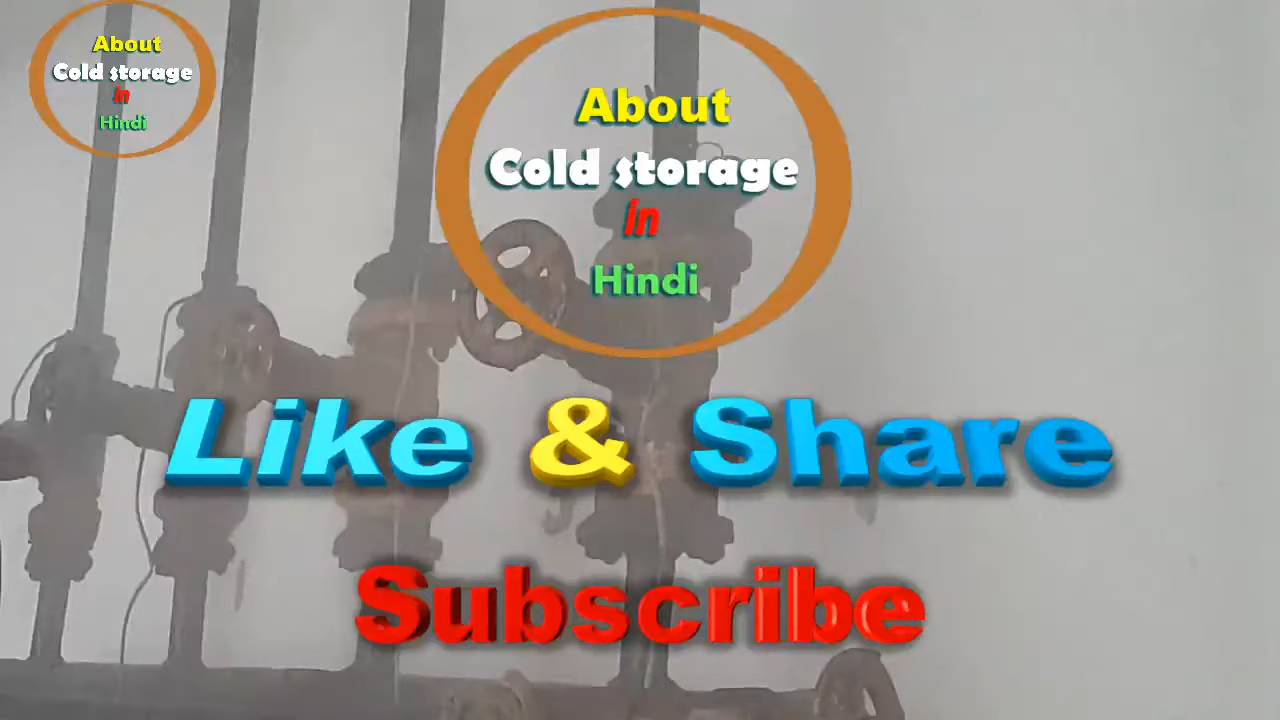 About
Cold storage
in
Hindi
About
Cold storage
in
Hindi
Like & Share
Subscribe